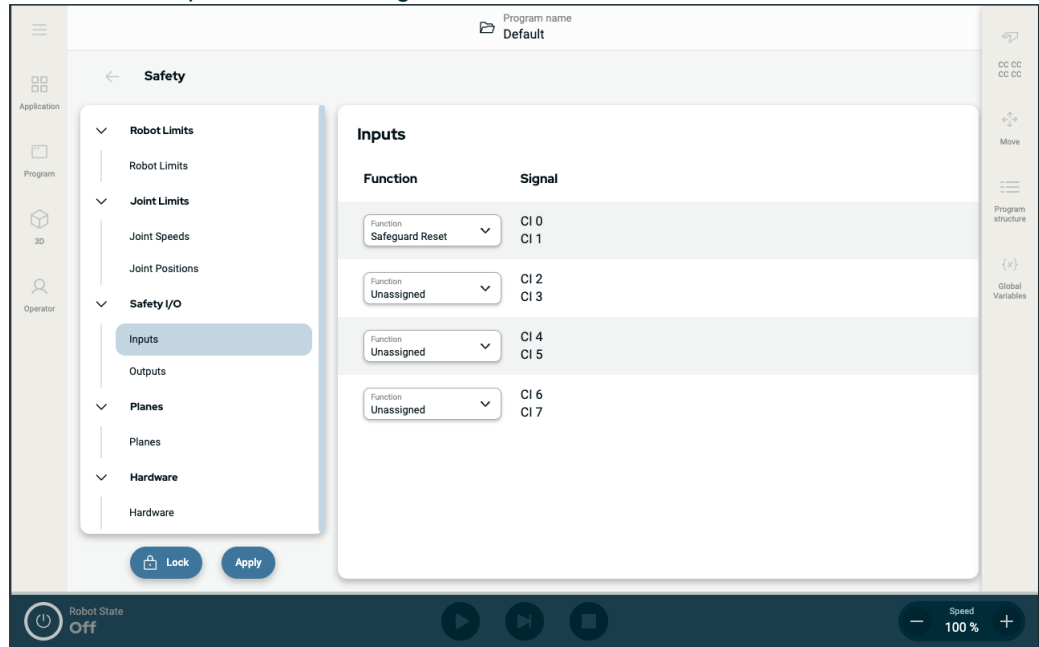 Program name
Default
Application
Program
3D
Operator
Safety
Robot Limits
Robot Limits
Joint Limits
Joint Speeds
Joint Positions
Safety I/O
Inputs
Outputs
Planes
Planes
Hardware
Hardware
Lock
Apply
Inputs
Function Signal
Function
Safeguard Reset
CI 0
CI 1
Function
Unassigned
CI 2
CI 3
Function
Unassigned
CI 4
CI 5
Function
Unassigned
CI 6
CI 7
CC CC
CC CC
Move
Program
structure
{x}
Global
Variables
Robot State
Off
Speed
100 %